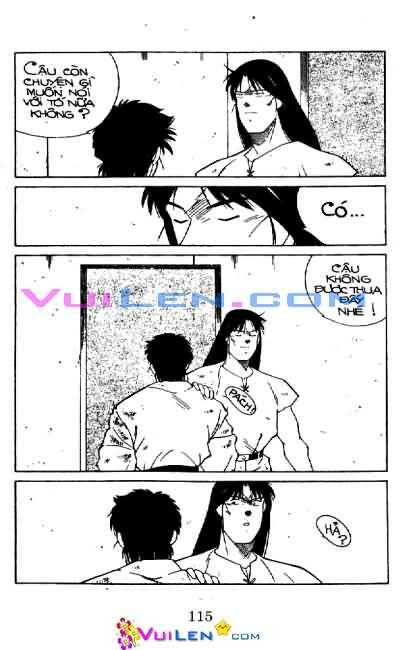 CẬU CÒN
CHUYỆN GÌ
MUỐN NÓI
VỚI TỚ NỮA
KHÔNG?
CÓ...
CẬU
KHÔNG
ĐƯỢC THUA
ĐẤY
NHÉ!
VuiLen.com
PẠCH!
HẢ?
115
VuiLen.com